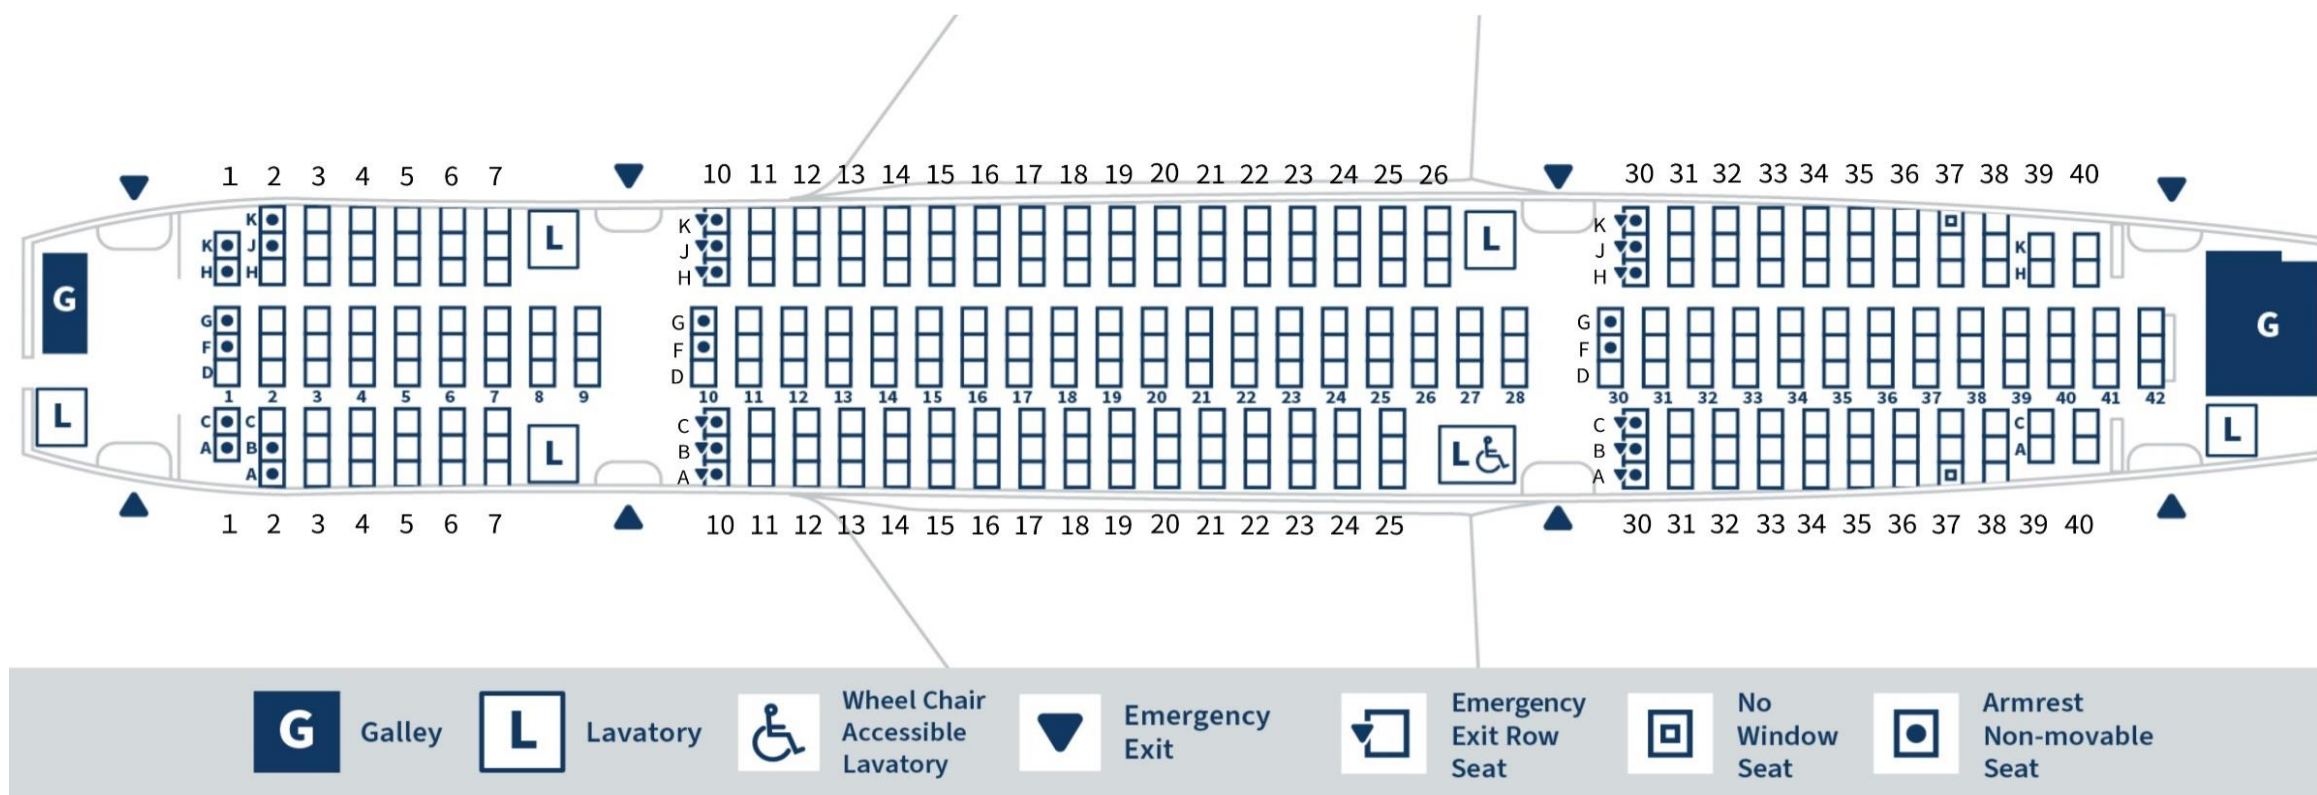 1 2 3 4 5 6 7 10 11 12 13 14 15 16 17 18 19 20 21 22 23 24 25 26 30 31 32 33 34 35 36 37 38 39 40
K K K
K J L J L J K
H H H H H
G
G G G G
F F F
D D D
1 2 3 4 5 6 7 8 9 10 11 12 13 14 15 16 17 18 19 20 21 22 23 24 25 26 27 28 30 31 32 33 34 35 36 37 38 39 40 41 42
L C C C C C L
A B L B L B A
A A A
1 2 3 4 5 6 7 10 11 12 13 14 15 16 17 18 19 20 21 22 23 24 25 30 31 32 33 34 35 36 37 38 39 40
G Galley
L Lavatory
Wheel Chair
Accessible
Lavatory
Emergency
Exit
Emergency
Exit Row
Seat
No
Window
Seat
Armrest
Non-movable
Seat